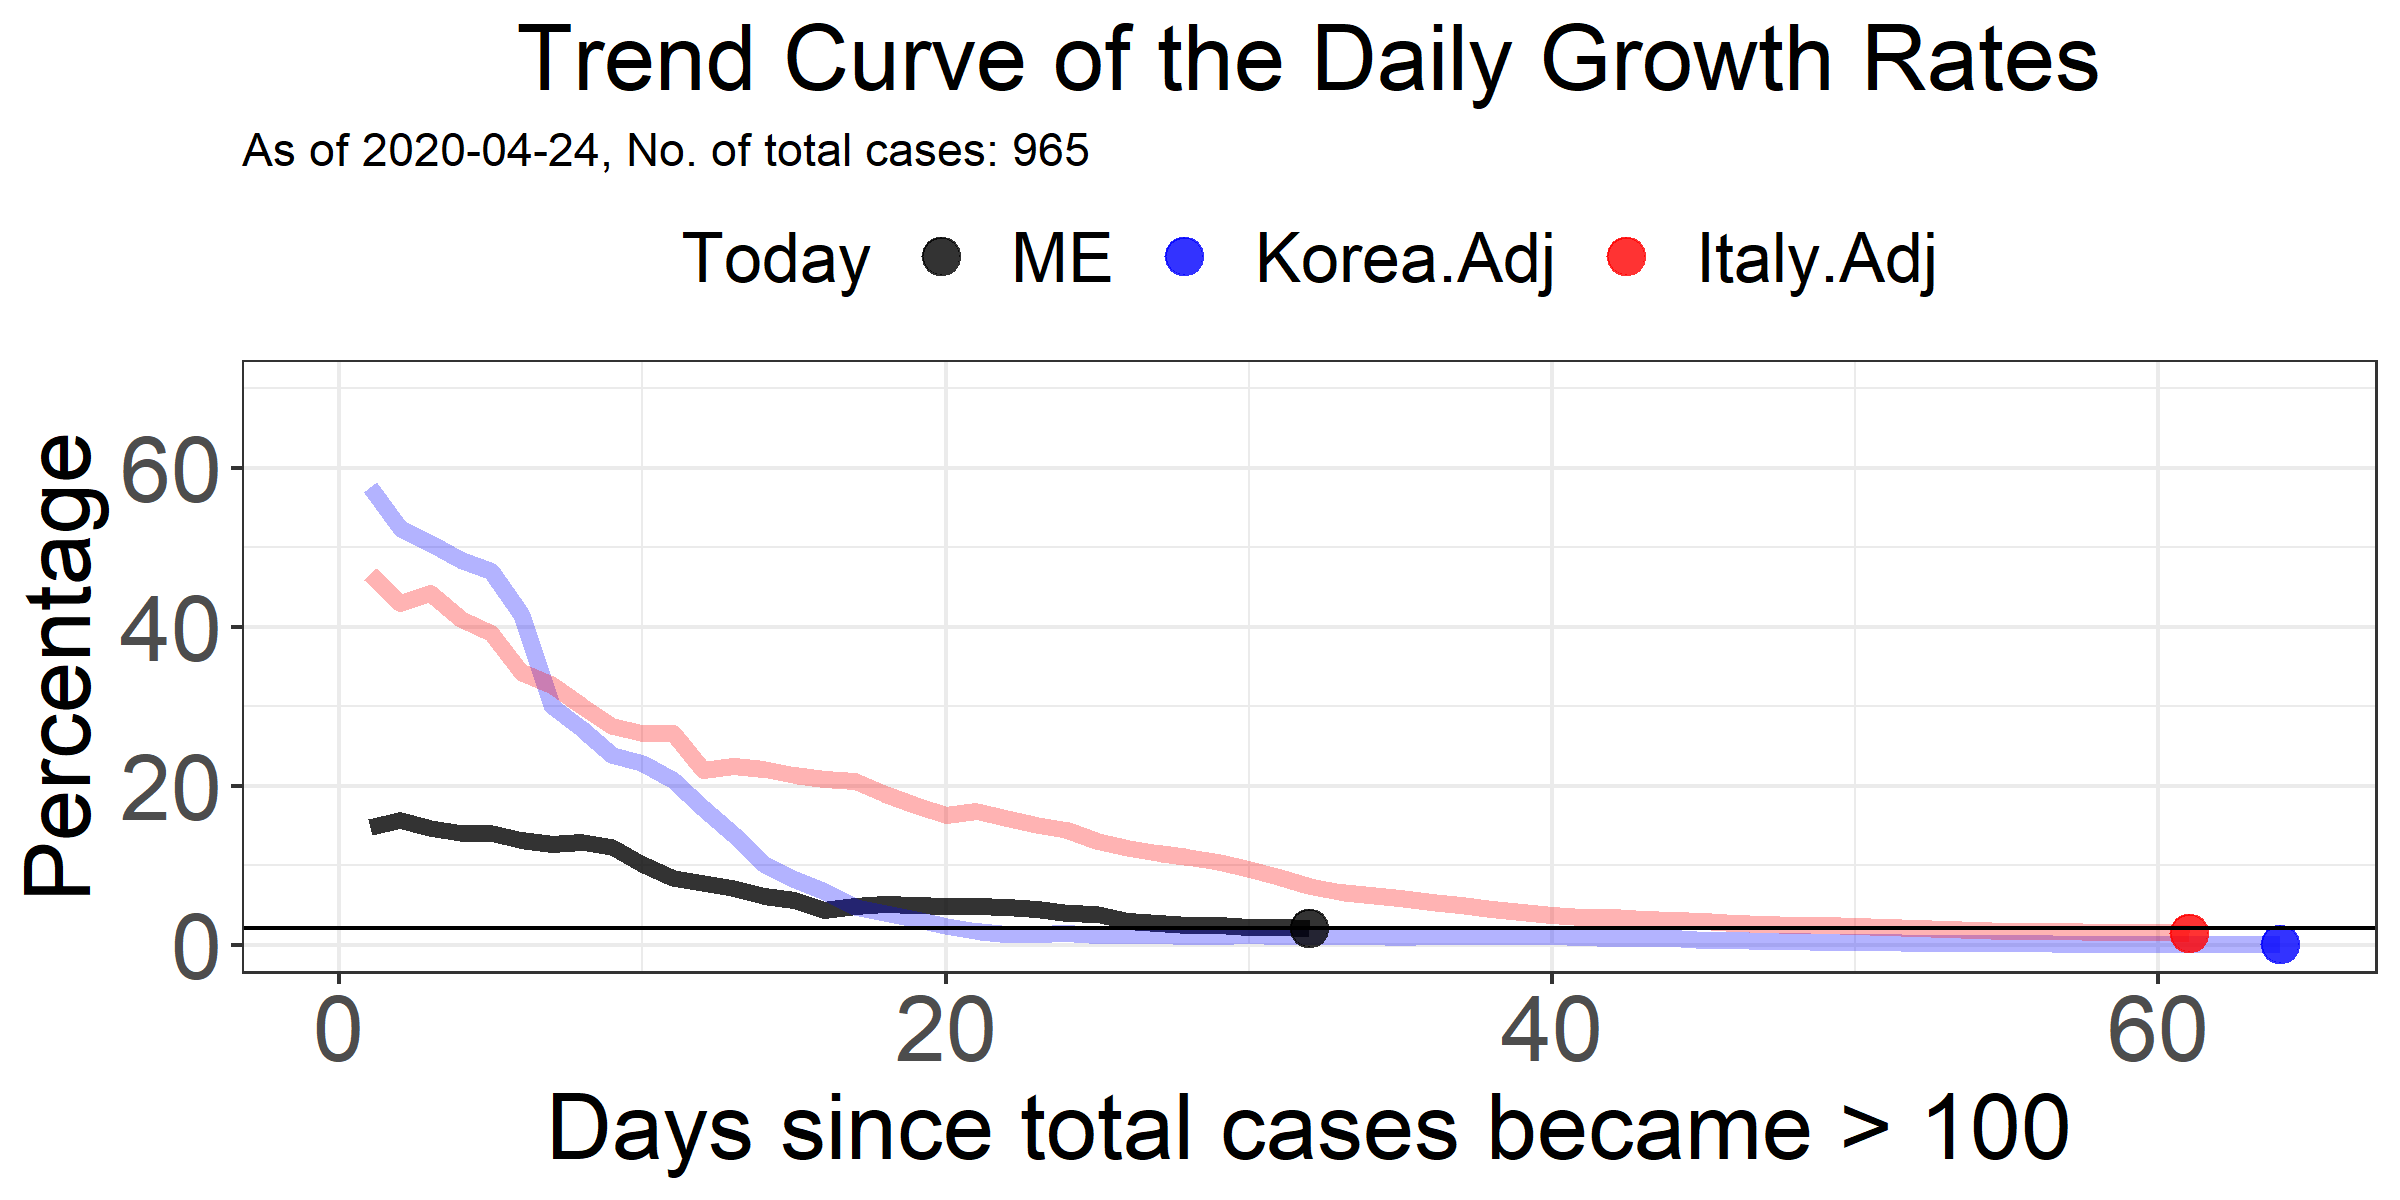 Trend Curve of the Daily Growth Rates
As of 2020-04-24, No. of total cases: 965
Today ME Korea.Adj Italy.Adj
Percentage
60
40
20
0
0 20 40 60
Days since total cases became > 100